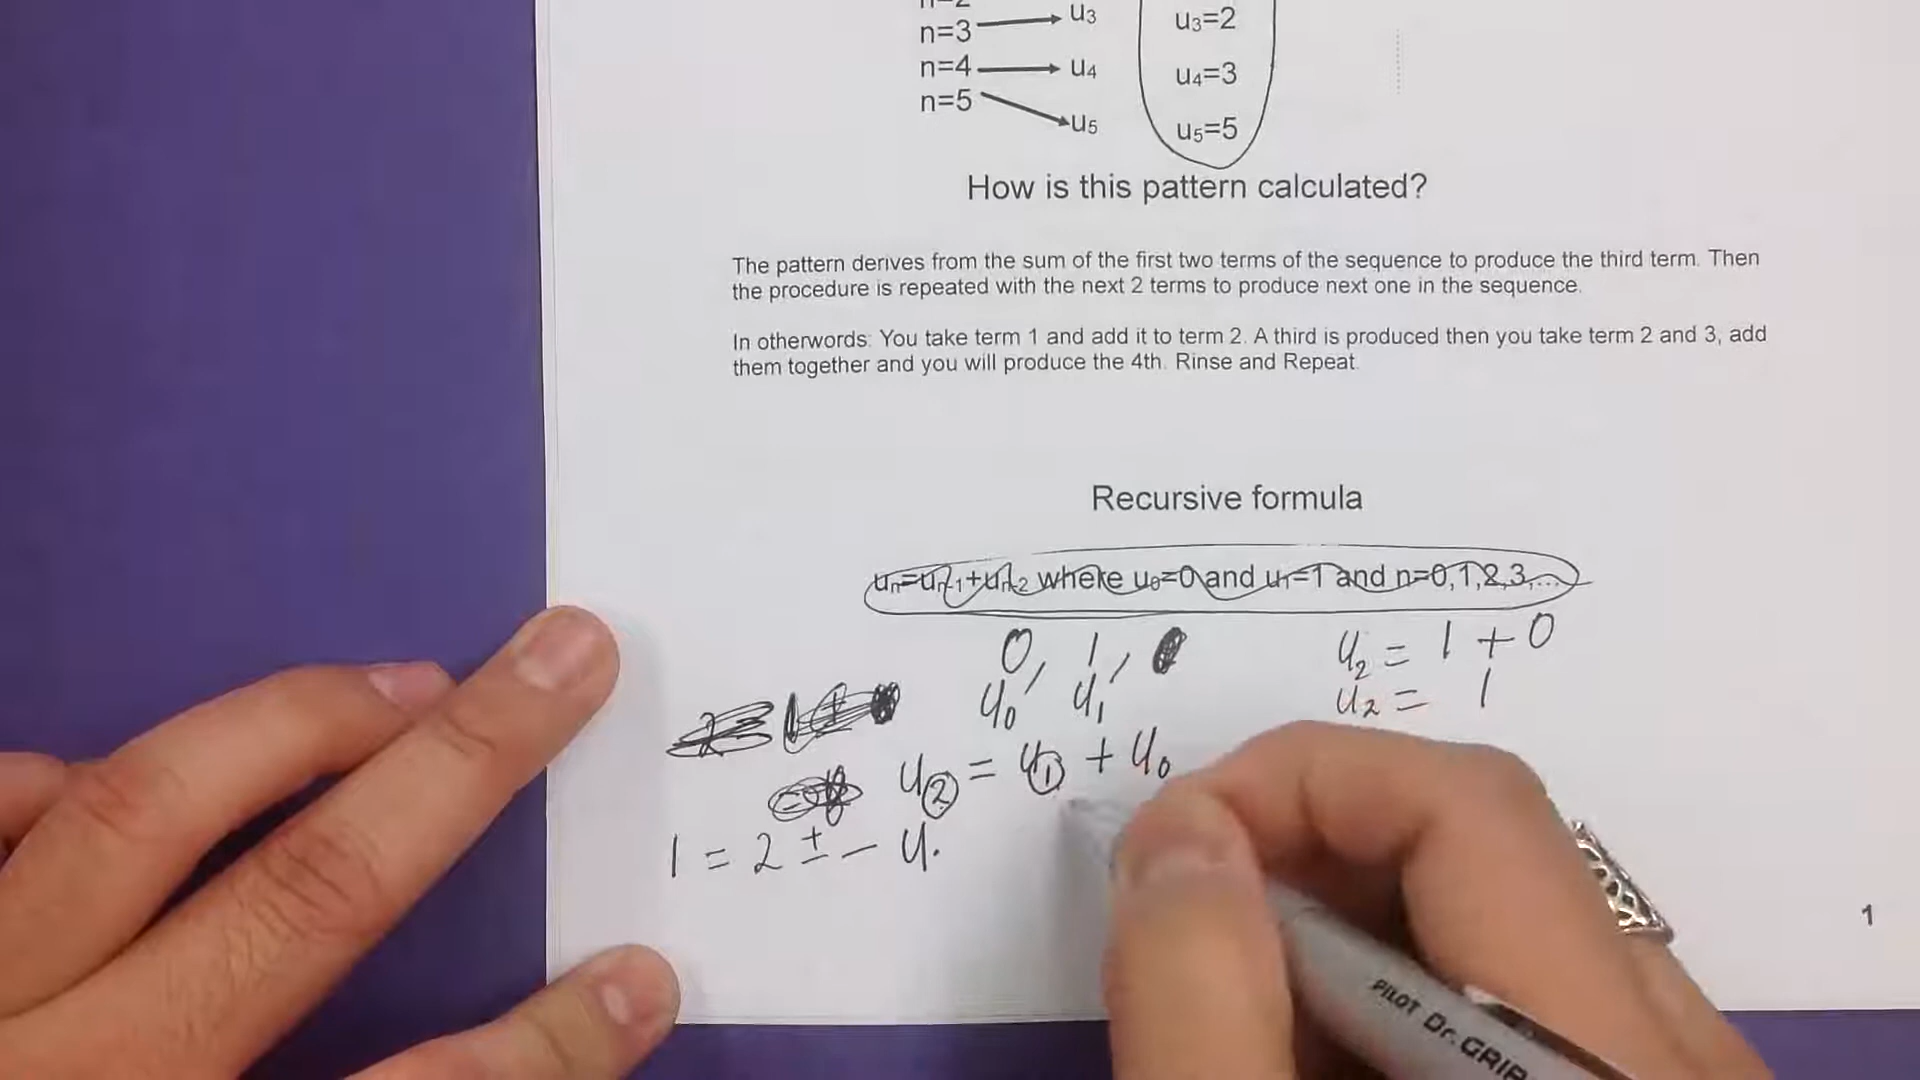 n=2
n=3 u3 u3=2
n=4 u4 u4=3
n=5 u5 u5=5
How is this pattern calculated?
The pattern derives from the sum of the first two terms of the sequence to produce the third term. Then
the procedure is repeated with the next 2 terms to produce next one in the sequence.
In otherwords: You take term 1 and add it to term 2. A third is produced then you take term 2 and 3, add
them together and you will produce the 4th. Rinse and Repeat.
Recursive formula
un=un-1+un-2 where u0=0 and u1=1 and n=0,1,2,3,...
0, 1,
u0, u1
u2 = u1 + u0
1 = 2 ± - u.
u2 = 1 + 0
u2 = 1
1
PILOT Dr. GRIP